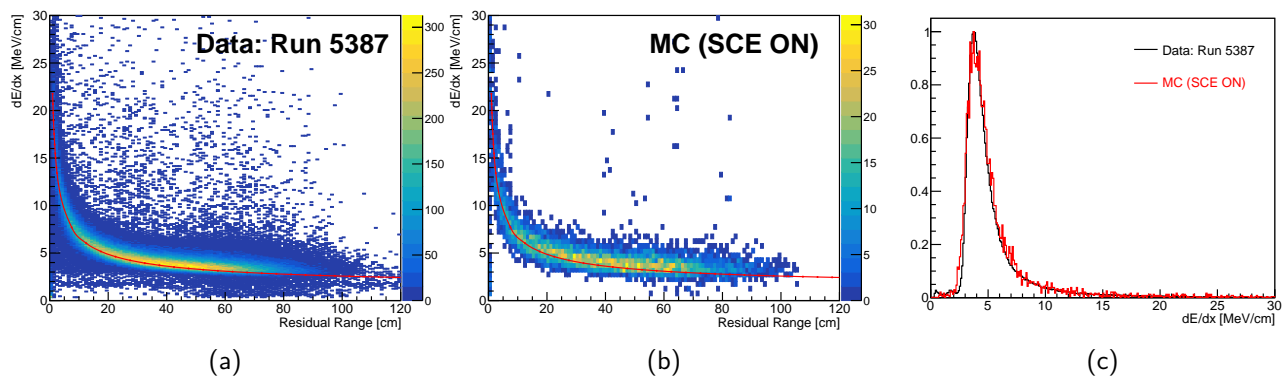 Data: Run 5387
dE/dx [MeV/cm]
30
25
20
15
10
5
0
0 20 40 60 80 100 120
Residual Range [cm]
300
250
200
150
100
50
0
(a)
MC (SCE ON)
dE/dx [MeV/cm]
30
25
20
15
10
5
0
0 20 40 60 80 100 120
Residual Range [cm]
30
25
20
15
10
5
0
(b)
Data: Run 5387
MC (SCE ON)
1
0.8
0.6
0.4
0.2
0
0 5 10 15 20 25 30
dE/dx [MeV/cm]
(c)